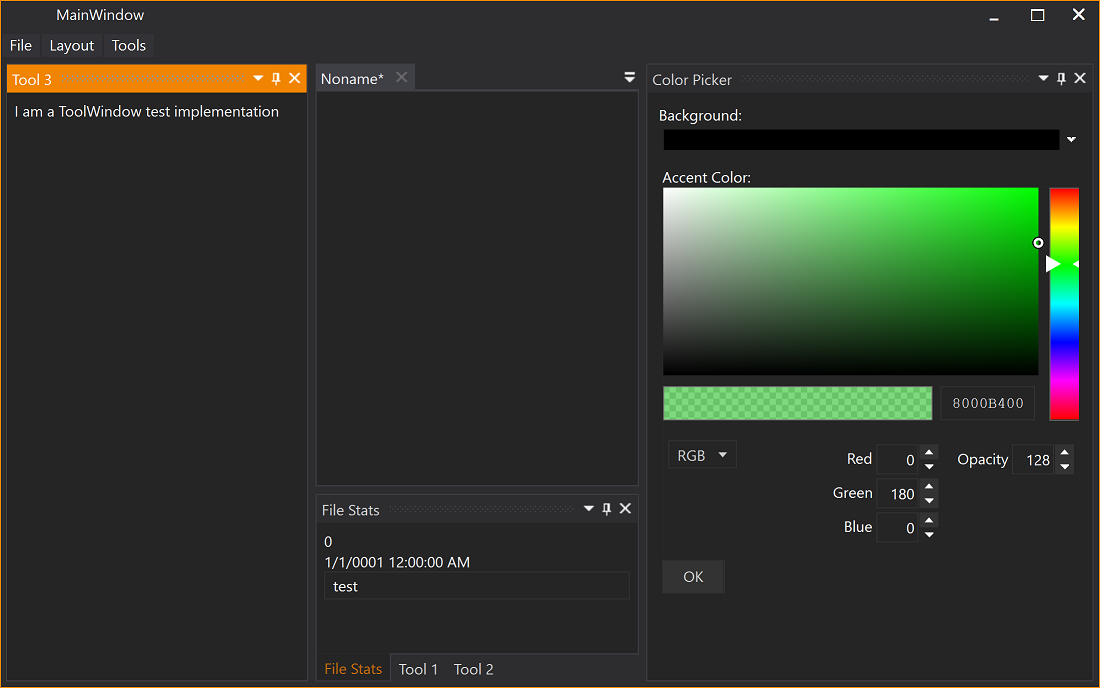 MainWindow
File Layout Tools
Tool 3
I am a ToolWindow test implementation
Noname*
File Stats
0
1/1/0001 12:00:00 AM
test
File Stats Tool 1 Tool 2
Color Picker
Background:
Accent Color:
8000B400
RGB Red 0 Opacity 128
Green 180
Blue 0
OK